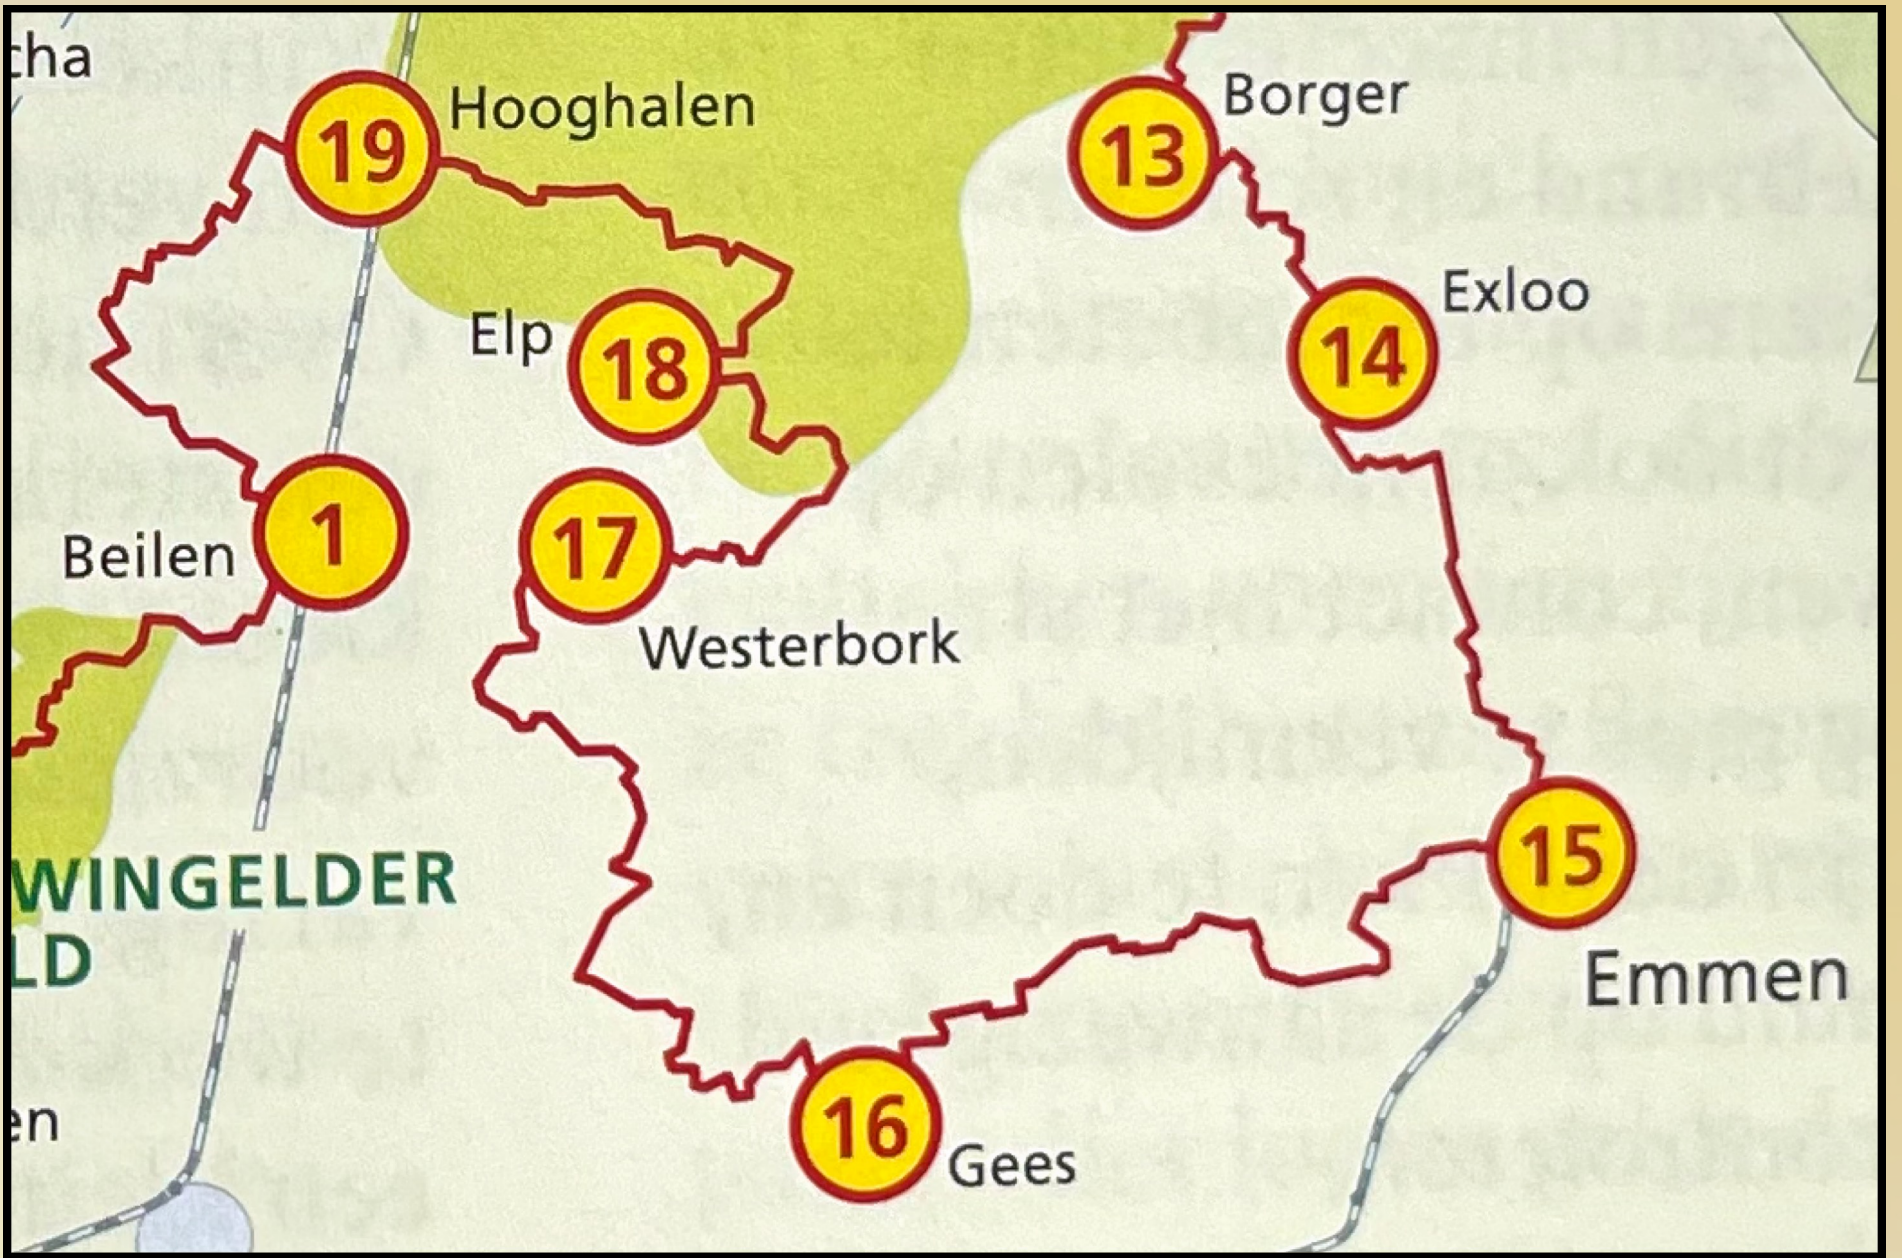 cha
19
Hooghalen
13
Borger
Elp
18
14
Exloo
Beilen
1
17
Westerbork
15
WINGELDER
LD
Emmen
en
16
Gees